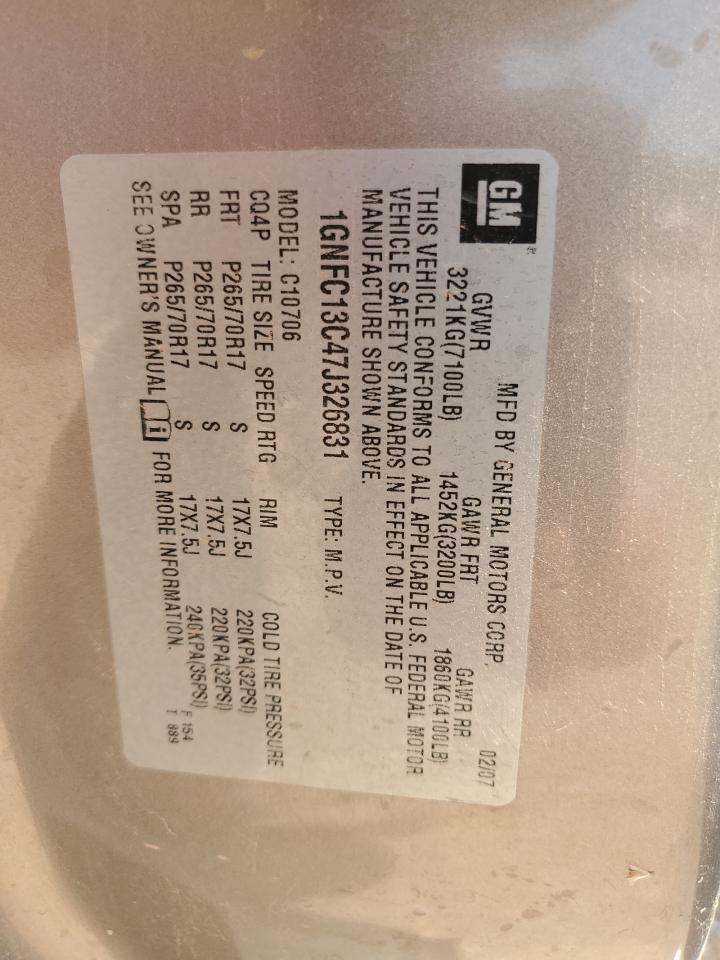 GM ®
MFD BY GENERAL MOTORS CORP. 02/07
GVWR GAWR FRT GAWR RR
3221KG(7100LB) 1452KG(3200LB) 1860KG(4100LB)
THIS VEHICLE CONFORMS TO ALL APPLICABLE U.S. FEDERAL MOTOR
VEHICLE SAFETY STANDARDS IN EFFECT ON THE DATE OF
MANUFACTURE SHOWN ABOVE.
1GNFC13C47J326831 TYPE: M.P.V.
MODEL: C10706
CQ4P TIRE SIZE SPEED RTG RIM COLD TIRE PRESSURE
FRT P265/70R17 S 17X7.5J 220KPA(32PSI)
RR P265/70R17 S 17X7.5J 220KPA(32PSI)
SPA P265/70R17 S 17X7.5J 240KPA(35PSI) F 154
SEE OWNER'S MANUAL i FOR MORE INFORMATION. T 889